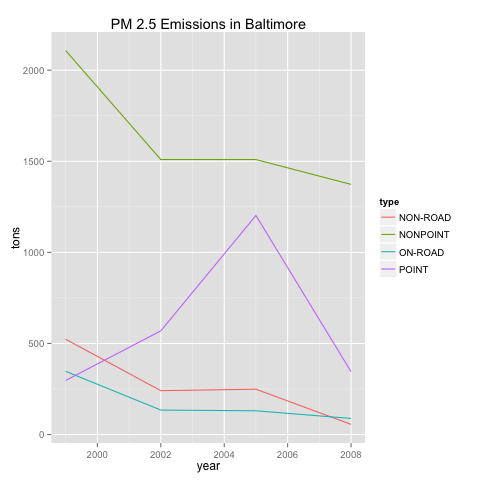 PM 2.5 Emissions in Baltimore
tons
2000
1500
1000
500
0
2000 2002 2004 2006 2008
year
type
NON-ROAD
NONPOINT
ON-ROAD
POINT